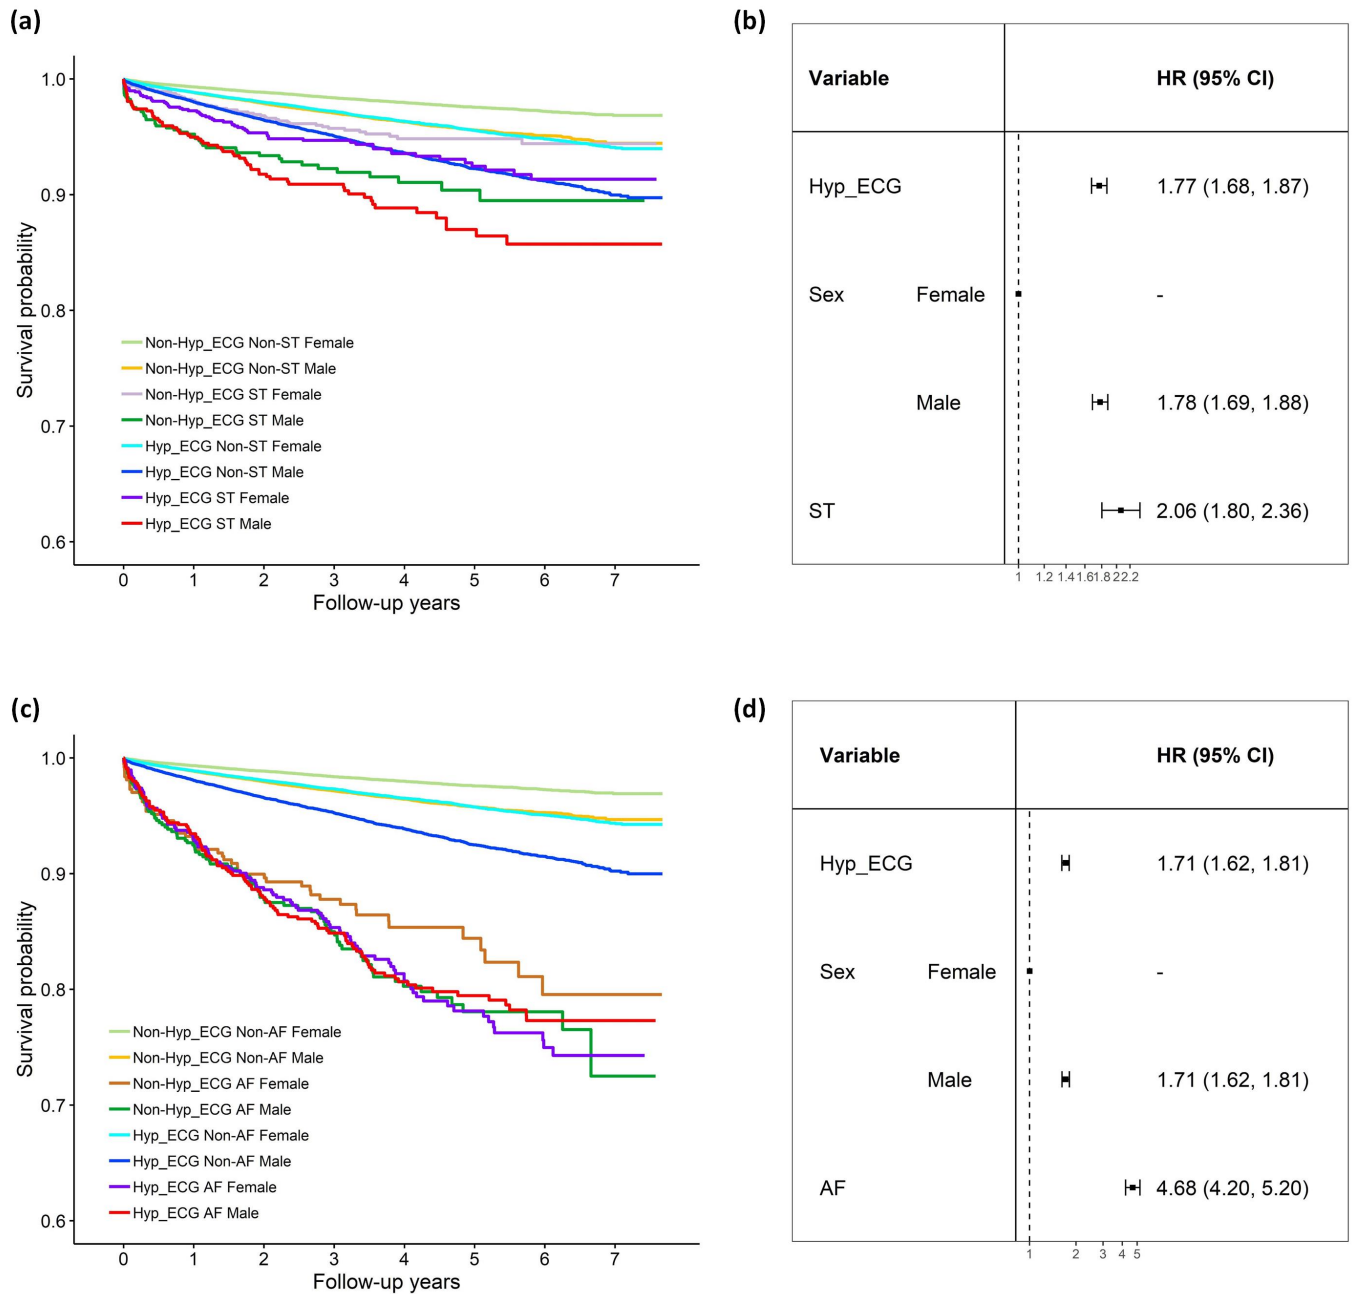 (a)
1.0
0.9
0.8
0.7
0.6
Survival probability
Non-Hyp_ECG Non-ST Female
Non-Hyp_ECG Non-ST Male
Non-Hyp_ECG ST Female
Non-Hyp_ECG ST Male
Hyp_ECG Non-ST Female
Hyp_ECG Non-ST Male
Hyp_ECG ST Female
Hyp_ECG ST Male
0 1 2 3 4 5 6 7
Follow-up years
(b)
Variable HR (95% CI)
Hyp_ECG 1.77 (1.68, 1.87)
Sex Female -
Male 1.78 (1.69, 1.88)
ST 2.06 (1.80, 2.36)
1 1.2 1.4 1.6 1.8 2 2.2
(c)
1.0
0.9
0.8
0.7
0.6
Survival probability
Non-Hyp_ECG Non-AF Female
Non-Hyp_ECG Non-AF Male
Non-Hyp_ECG AF Female
Non-Hyp_ECG AF Male
Hyp_ECG Non-AF Female
Hyp_ECG Non-AF Male
Hyp_ECG AF Female
Hyp_ECG AF Male
0 1 2 3 4 5 6 7
Follow-up years
(d)
Variable HR (95% CI)
Hyp_ECG 1.71 (1.62, 1.81)
Sex Female -
Male 1.71 (1.62, 1.81)
AF 4.68 (4.20, 5.20)
1 2 3 4 5